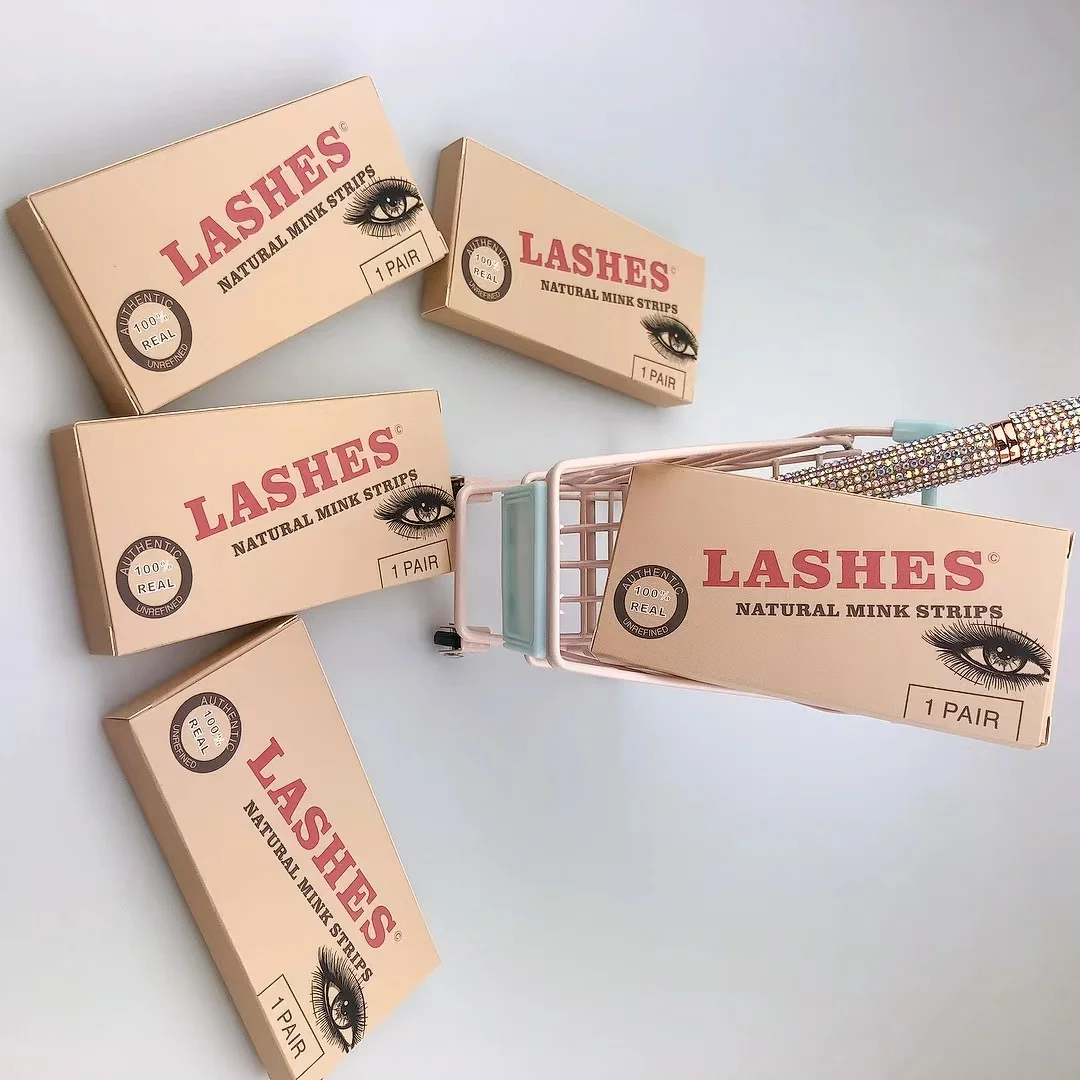 LASHES©
NATURAL MINK STRIPS
1 PAIR
AUTHENTIC
100%
REAL
UNREFINED
LASHES©
NATURAL MINK STRIPS
1 PAIR
AUTHENTIC
100%
REAL
UNREFINED
LASHES©
NATURAL MINK STRIPS
1 PAIR
AUTHENTIC
100%
REAL
UNREFINED
LASHES©
NATURAL MINK STRIPS
1 PAIR
AUTHENTIC
100%
REAL
UNREFINED
AUTHENTIC
100%
REAL
UNREFINED
LASHES©
NATURAL MINK STRIPS
1 PAIR